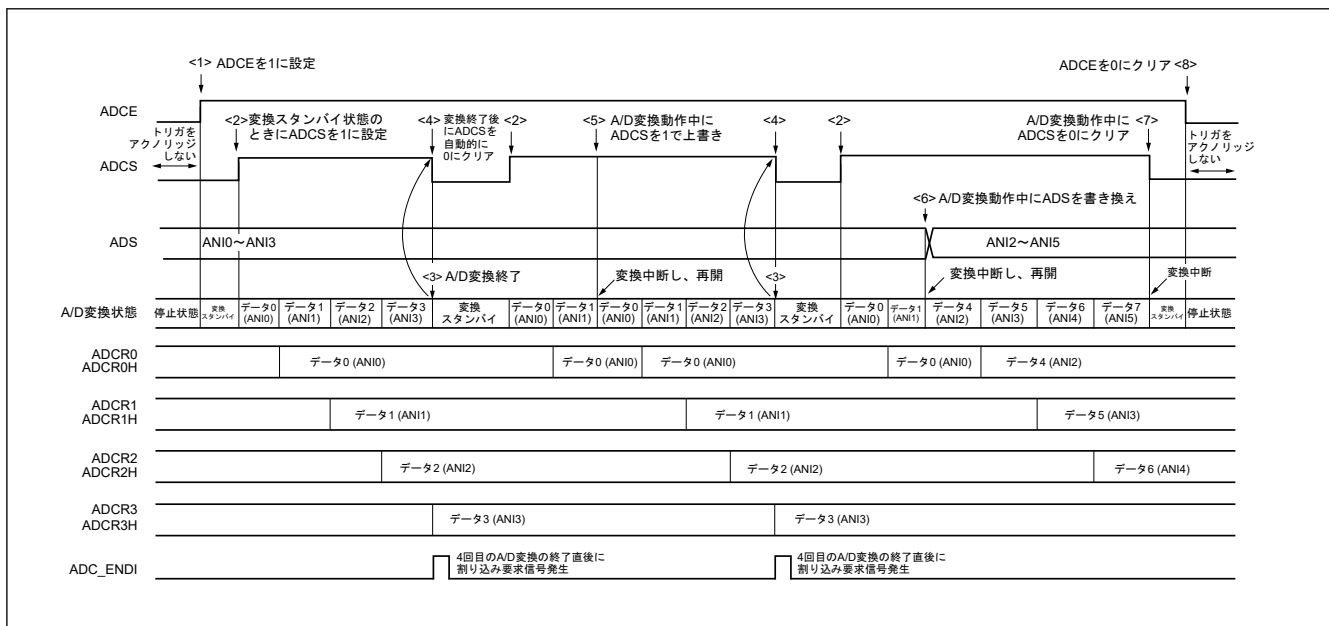 <1> ADCEを1に設定
ADCEを0にクリア <8>
ADCE
トリガを
アクノリッジ
しない
<2> 変換スタンバイ状態の
ときにADCSを1に設定
<4> 変換終了後
にADCSを
自動的に
0にクリア
<2>
<5> A/D変換動作中に
ADCSを1で上書き
<4>
<2>
A/D変換動作中に
ADCSを0にクリア
<7>
トリガを
アクノリッジ
しない
ADCS
<6> A/D変換動作中にADSを書き換え
ADS
ANI0～ANI3
ANI2～ANI5
<3> A/D変換終了
変換中断し、再開
<3>
変換中断し、再開
変換中断
A/D変換状態
停止状態
変換
スタンバイ
データ0
(ANI0)
データ1
(ANI1)
データ2
(ANI2)
データ3
(ANI3)
変換
スタンバイ
データ0
(ANI0)
データ1
(ANI1)
データ0
(ANI0)
データ1
(ANI1)
データ2
(ANI2)
データ3
(ANI3)
変換
スタンバイ
データ0
(ANI0)
データ1
(ANI1)
データ4
(ANI2)
データ5
(ANI3)
データ6
(ANI4)
データ7
(ANI5)
変換
スタンバイ
停止状態
ADCR0
ADCR0H
データ0 (ANI0)
データ0 (ANI0)
データ0 (ANI0)
データ0 (ANI0)
データ4 (ANI2)
ADCR1
ADCR1H
データ1 (ANI1)
データ1 (ANI1)
データ5 (ANI3)
ADCR2
ADCR2H
データ2 (ANI2)
データ2 (ANI2)
データ6 (ANI4)
ADCR3
ADCR3H
データ3 (ANI3)
データ3 (ANI3)
ADC_ENDI
4回目のA/D変換の終了直後に
割り込み要求信号発生
4回目のA/D変換の終了直後に
割り込み要求信号発生